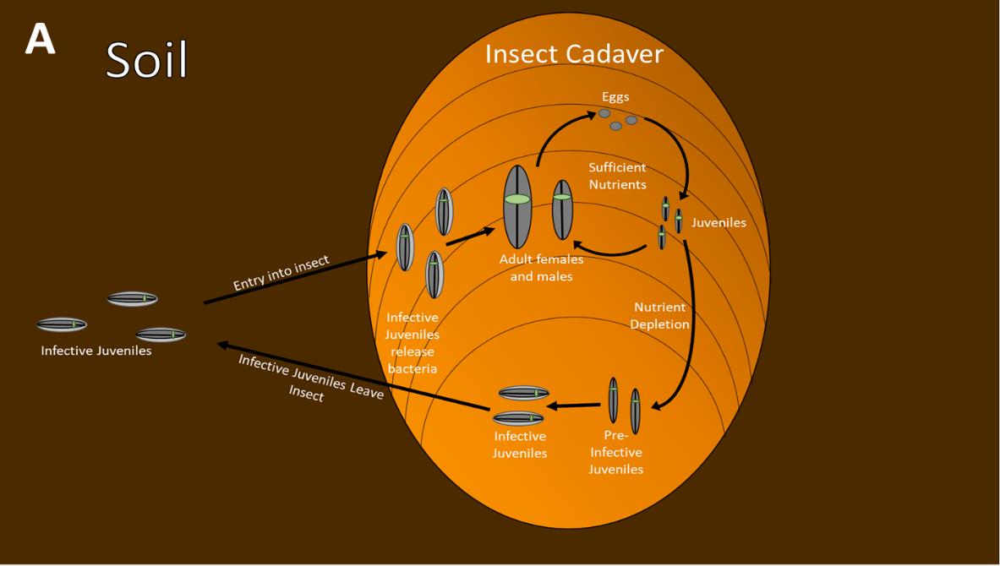 A
Soil
Insect Cadaver
Eggs
Sufficient
Nutrients
Juveniles
Adult females
and males
Entry into insect
Infective Juveniles
Infective
Juveniles
release
bacteria
Nutrient
Depletion
Infective Juveniles Leave
Insect
Infective
Juveniles
Pre-
Infective
Juveniles